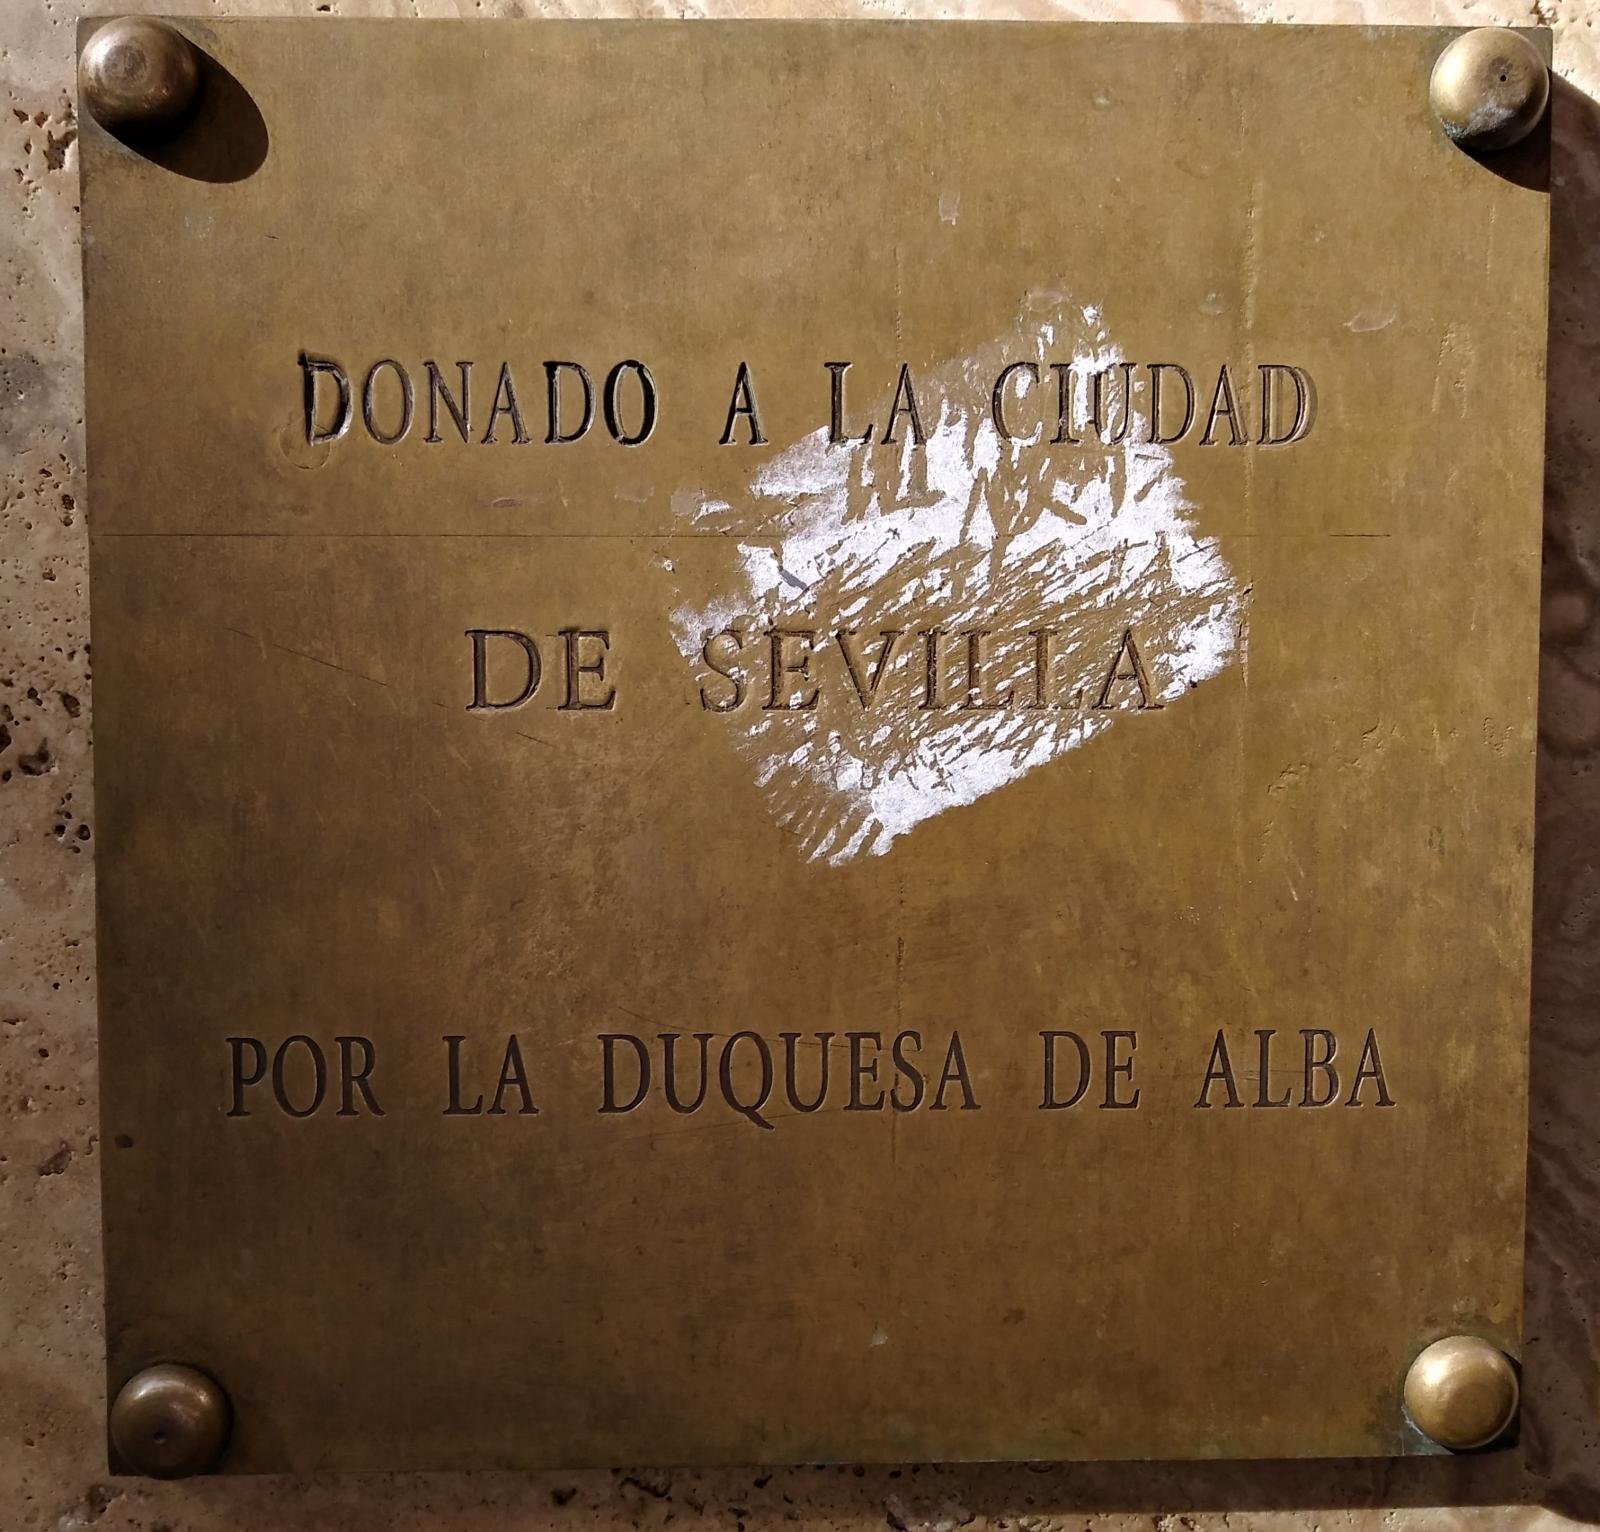 DONADO A LA CIUDAD
DE SEVILLA
POR LA DUQUESA DE ALBA